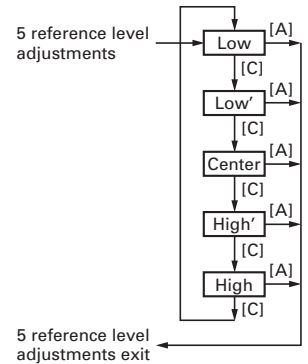 5 reference level
adjustments
Low
[A]
[C]
Low’
[A]
[C]
Center
[A]
[C]
High’
[A]
[C]
High
[A]
[C]
5 reference level
adjustments exit